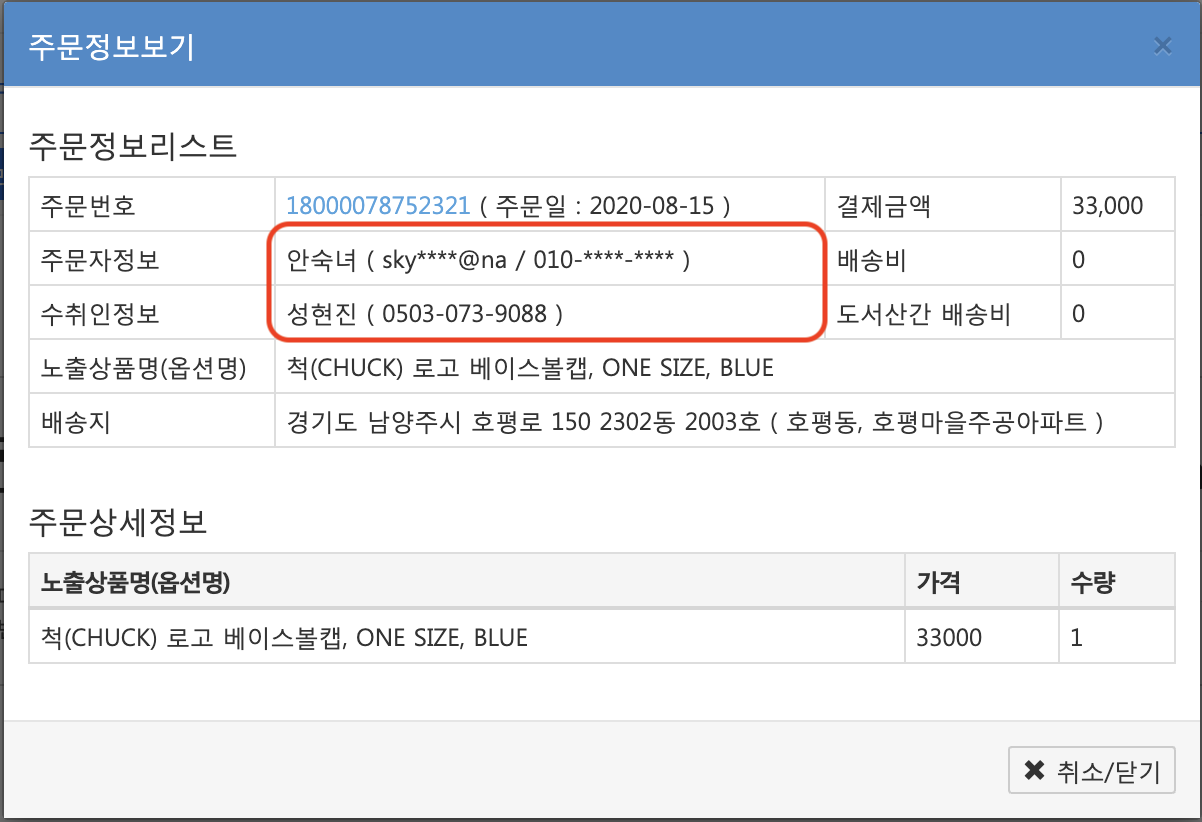 주문정보보기 ×
주문정보리스트
주문번호 18000078752321 ( 주문일 : 2020-08-15 ) 결제금액 33,000
주문자정보 안숙녀 ( sky****@na / 010-****-**** ) 배송비 0
수취인정보 성현진 ( 0503-073-9088 ) 도서산간 배송비 0
노출상품명(옵션명) 척(CHUCK) 로고 베이스볼캡, ONE SIZE, BLUE
배송지 경기도 남양주시 호평로 150 2302동 2003호 ( 호평동, 호평마을주공아파트 )
주문상세정보
노출상품명(옵션명) 가격 수량
척(CHUCK) 로고 베이스볼캡, ONE SIZE, BLUE 33000 1
✖ 취소/닫기